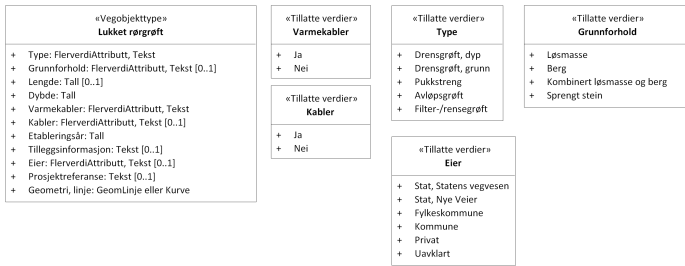 «Vegobjekttype»
Lukket rørgrøft
+ Type: FlerverdiAttributt, Tekst
+ Grunnforhold: FlerverdiAttributt, Tekst [0..1]
+ Lengde: Tall [0..1]
+ Dybde: Tall
+ Varmekabler: FlerverdiAttributt, Tekst
+ Kabler: FlerverdiAttributt, Tekst [0..1]
+ Etableringsår: Tall
+ Tilleggsinformasjon: Tekst [0..1]
+ Eier: FlerverdiAttributt, Tekst [0..1]
+ Prosjektreferanse: Tekst [0..1]
+ Geometri, linje: GeomLinje eller Kurve
«Tillatte verdier»
Varmekabler
+ Ja
+ Nei
«Tillatte verdier»
Kabler
+ Ja
+ Nei
«Tillatte verdier»
Type
+ Drensgrøft, dyp
+ Drensgrøft, grunn
+ Pukkstreng
+ Avløpsgrøft
+ Filter-/rensegrøft
«Tillatte verdier»
Eier
+ Stat, Statens vegvesen
+ Stat, Nye Veier
+ Fylkeskommune
+ Kommune
+ Privat
+ Uavklart
«Tillatte verdier»
Grunnforhold
+ Løsmasse
+ Berg
+ Kombinert løsmasse og berg
+ Sprengt stein